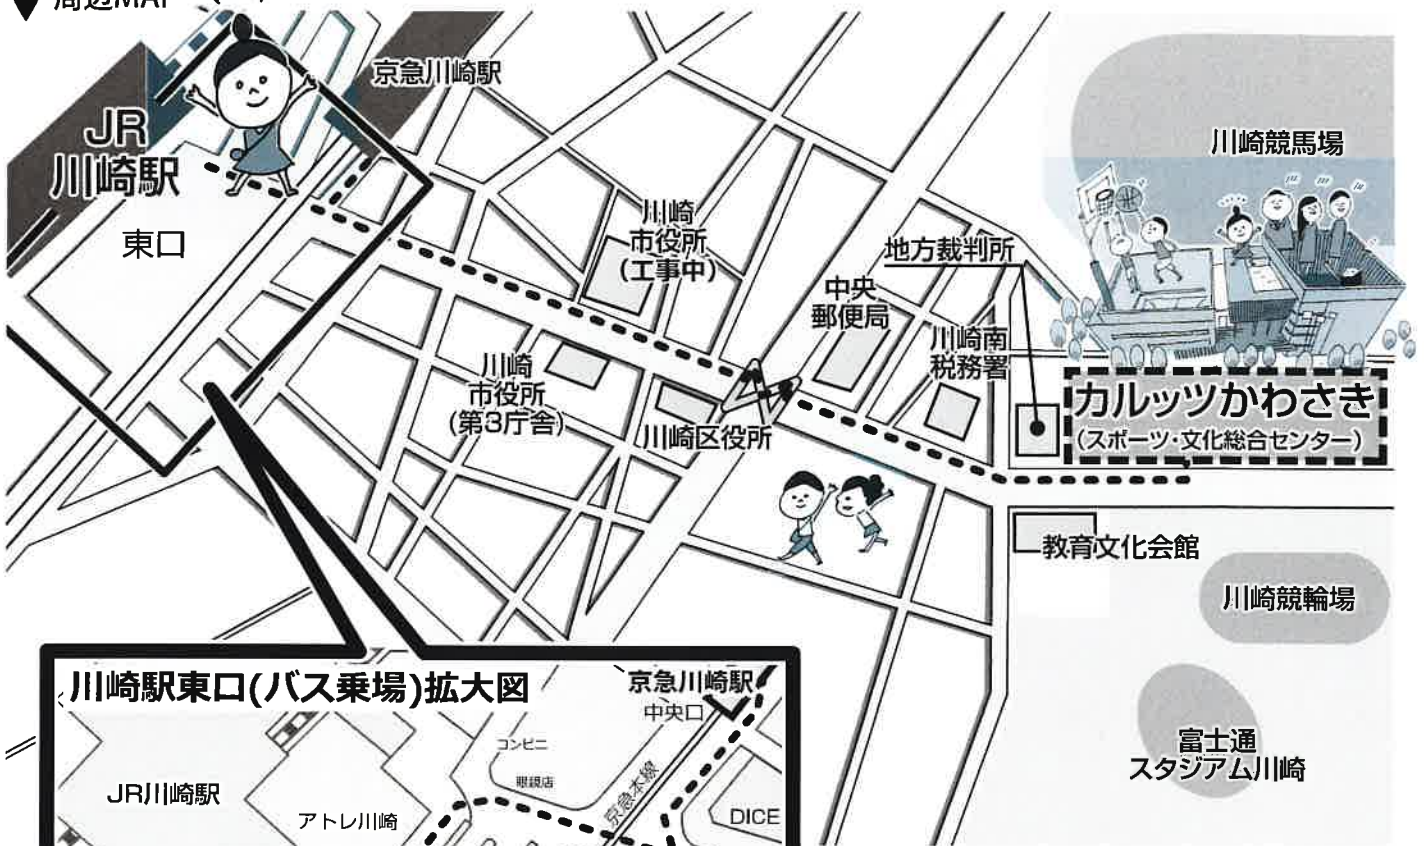 周辺MAP
京急川崎駅
JR
川崎駅
東口
川崎
市役所
(工事中)
川崎競馬場
地方裁判所
中央
郵便局
川崎南
税務署
川崎
市役所
(第3庁舎)
川崎区役所
カルッツかわさき
(スポーツ・文化総合センター)
教育文化会館
川崎競輪場
富士通
スタジアム川崎
川崎駅東口(バス乗場)拡大図
京急川崎駅
中央口
コンビニ
眼鏡店
京急本線
JR川崎駅
アトレ川崎
DICE